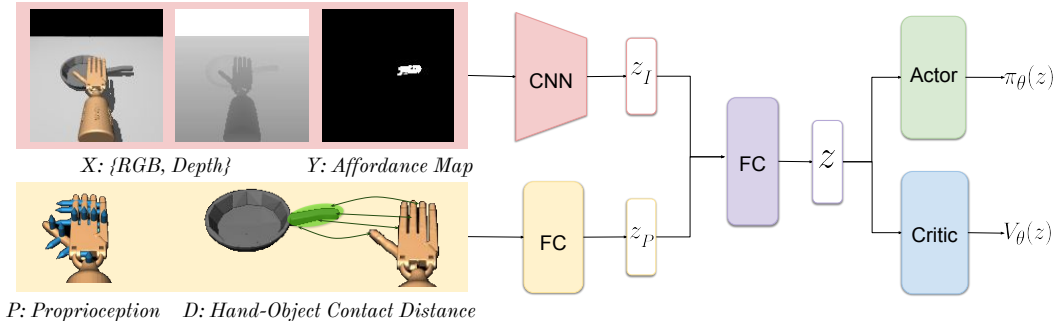 X: {RGB, Depth}
Y: Affordance Map
P: Proprioception
D: Hand-Object Contact Distance
CNN
z_I
FC
z_P
FC
z
Actor
π_θ(z)
Critic
V_θ(z)